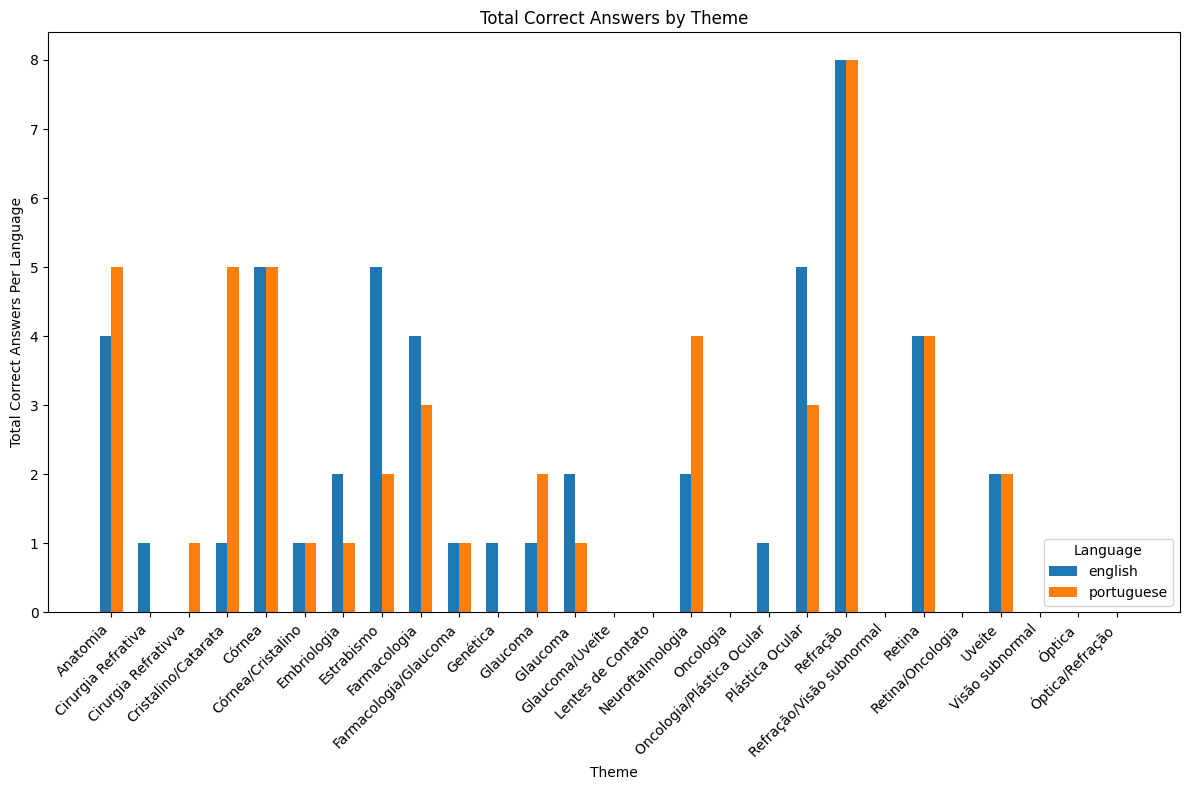 Total Correct Answers by Theme
Total Correct Answers Per Language
8
7
6
5
4
3
2
1
0
Anatomia
Cirurgia Refrativa
Cirurgia Refrativva
Cristalino/Catarata
Córnea
Córnea/Cristalino
Embriologia
Estrabismo
Farmacologia
Farmacologia/Glaucoma
Genética
Glaucoma
Glaucoma
Glaucoma/Uveíte
Lentes de Contato
Neuroftalmologia
Oncologia
Oncologia/Plástica Ocular
Plástica Ocular
Refração
Refração/Visão subnormal
Retina
Retina/Oncologia
Uveíte
Visão subnormal
Óptica
Óptica/Refração
Theme
Language
english
portuguese